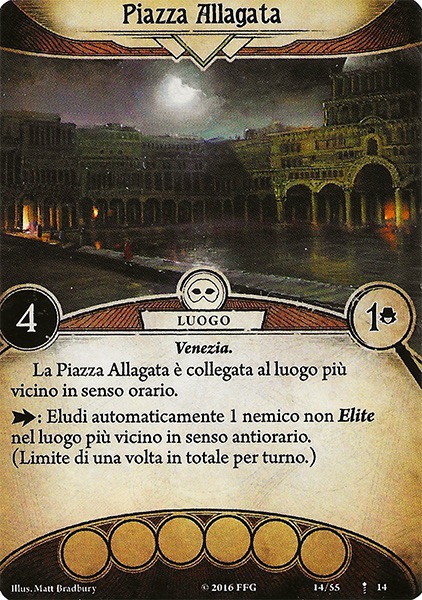 Piazza Allagata
4
1
LUOGO
Venezia.
La Piazza Allagata è collegata al luogo più
vicino in senso orario.
: Eludi automaticamente 1 nemico non Elite
nel luogo più vicino in senso antiorario.
(Limite di una volta in totale per turno.)
Illus. Matt Bradbury
© 2016 FFG
14/55
14